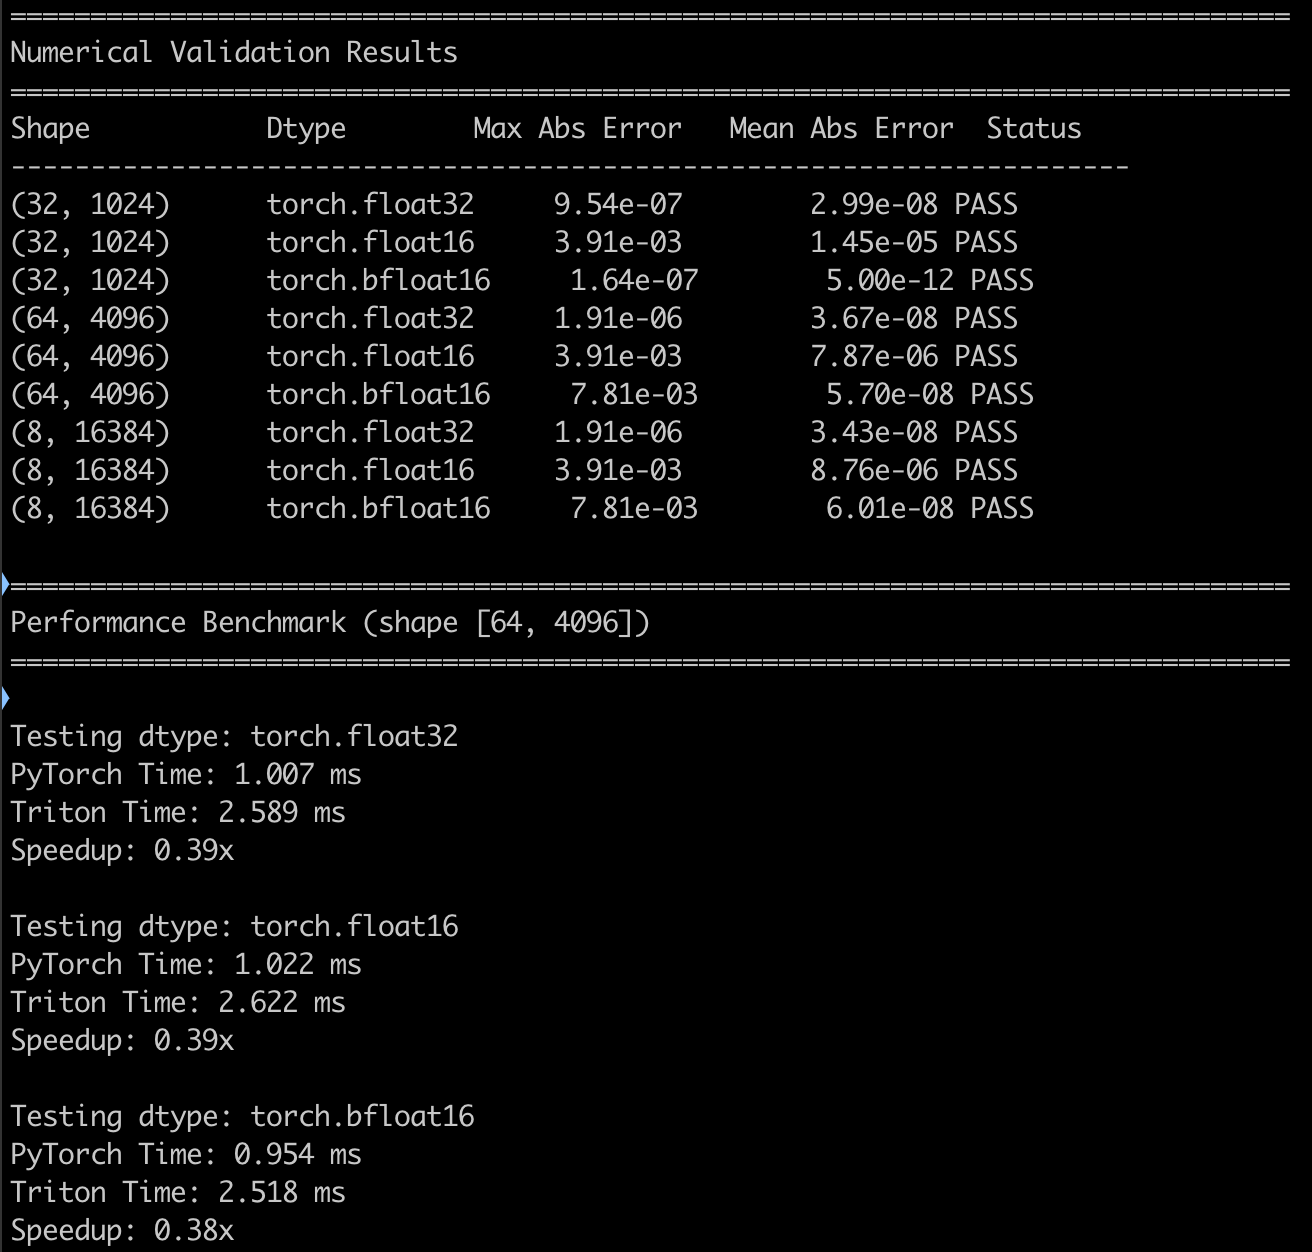 ================================================================================
Numerical Validation Results
================================================================================
Shape           Dtype        Max Abs Error   Mean Abs Error  Status
----------------------------------------------------------------------
(32, 1024)      torch.float32     9.54e-07        2.99e-08 PASS
(32, 1024)      torch.float16     3.91e-03        1.45e-05 PASS
(32, 1024)      torch.bfloat16     1.64e-07        5.00e-12 PASS
(64, 4096)      torch.float32     1.91e-06        3.67e-08 PASS
(64, 4096)      torch.float16     3.91e-03        7.87e-06 PASS
(64, 4096)      torch.bfloat16     7.81e-03        5.70e-08 PASS
(8, 16384)      torch.float32     1.91e-06        3.43e-08 PASS
(8, 16384)      torch.float16     3.91e-03        8.76e-06 PASS
(8, 16384)      torch.bfloat16     7.81e-03        6.01e-08 PASS
================================================================================
Performance Benchmark (shape [64, 4096])
================================================================================
Testing dtype: torch.float32
PyTorch Time: 1.007 ms
Triton Time: 2.589 ms
Speedup: 0.39x
Testing dtype: torch.float16
PyTorch Time: 1.022 ms
Triton Time: 2.622 ms
Speedup: 0.39x
Testing dtype: torch.bfloat16
PyTorch Time: 0.954 ms
Triton Time: 2.518 ms
Speedup: 0.38x